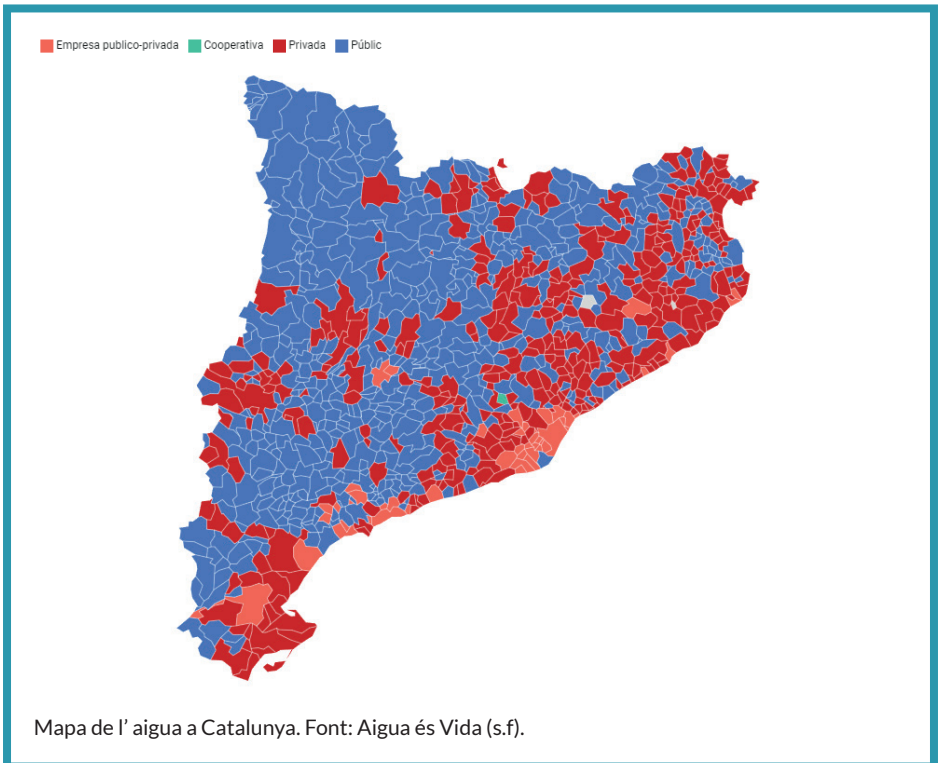 Empresa publico-privada Cooperativa Privada Públic
Mapa de l' aigua a Catalunya. Font: Aigua és Vida (s.f).